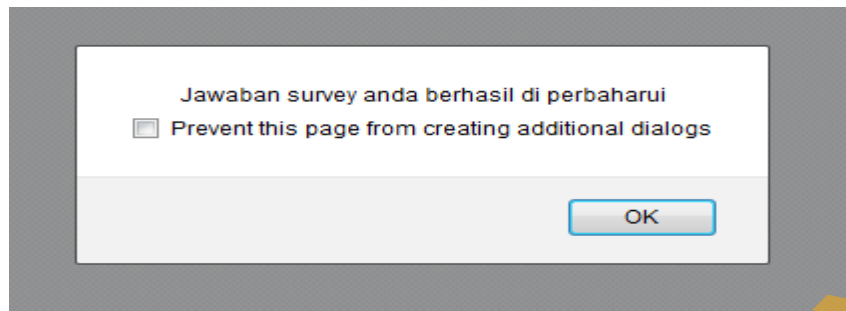 Jawaban survey anda berhasil di perbaharui
Prevent this page from creating additional dialogs
OK